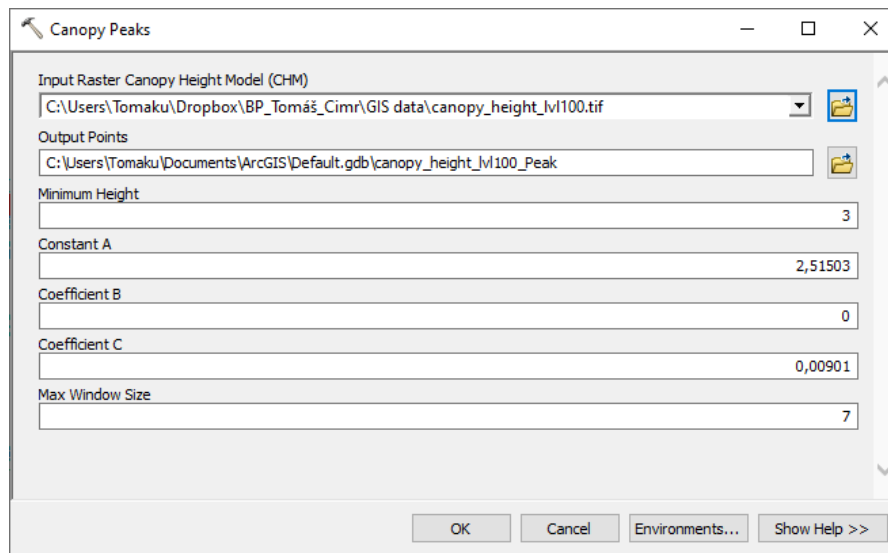 Canopy Peaks
Input Raster Canopy Height Model (CHM)
C:\Users\Tomaku\Dropbox\BP_Tomáš_Cimr\GIS data\canopy_height_lvl100.tif
Output Points
C:\Users\Tomaku\Documents\ArcGIS\Default.gdb\canopy_height_lvl100_Peak
Minimum Height
3
Constant A
2,51503
Coefficient B
0
Coefficient C
0,00901
Max Window Size
7
OK Cancel Environments... Show Help >>